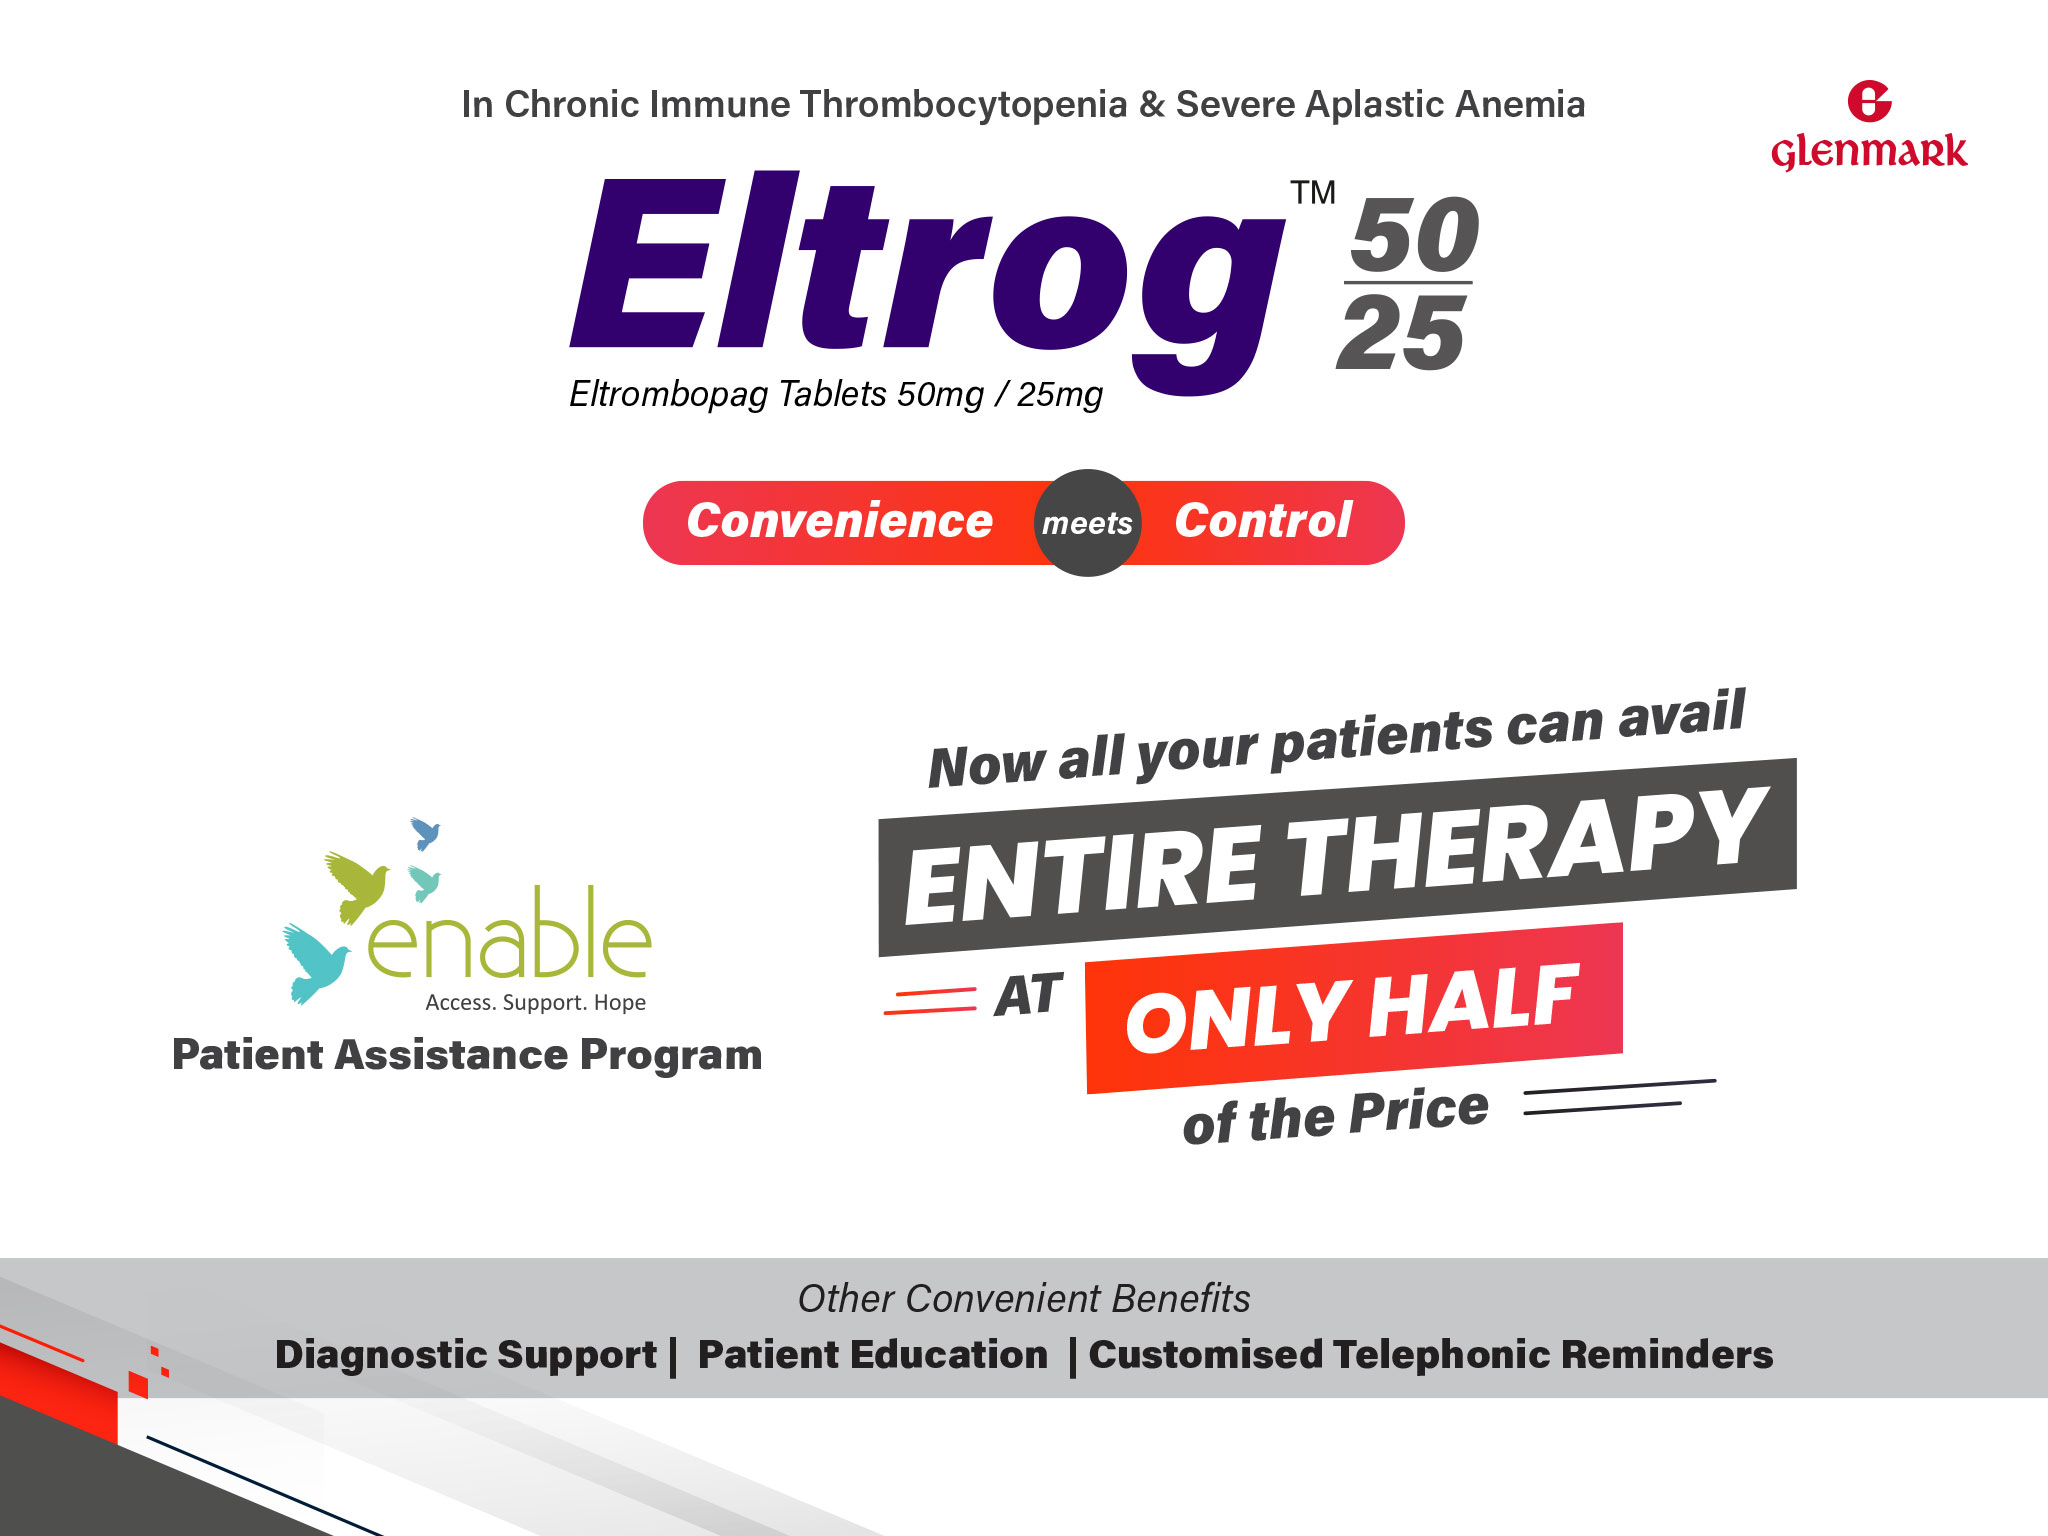 In Chronic Immune Thrombocytopenia & Severe Aplastic Anemia
glenmark
Eltrog™ 50
25
Eltrombopag Tablets 50mg / 25mg
Convenience meets Control
Now all your patients can avail
ENTIRE THERAPY
AT ONLY HALF
of the Price
enable
Access. Support. Hope
Patient Assistance Program
Other Convenient Benefits
Diagnostic Support | Patient Education | Customised Telephonic Reminders